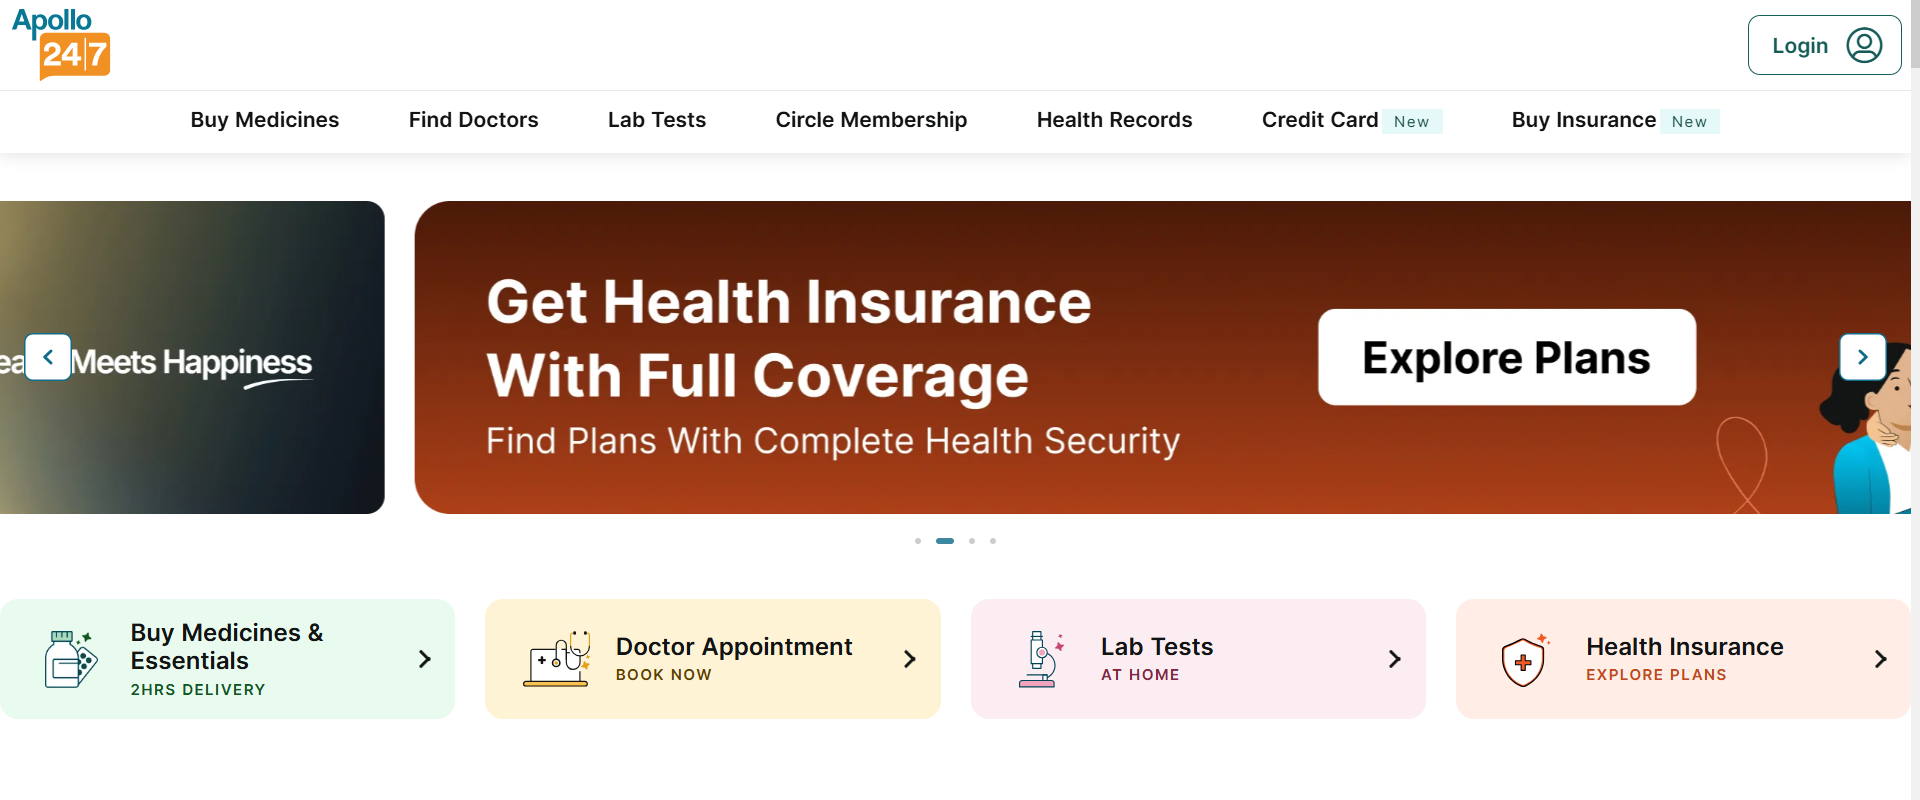 Apollo
24|7
Login
Buy Medicines
Find Doctors
Lab Tests
Circle Membership
Health Records
Credit Card New
Buy Insurance New
Meets Happiness
Get Health Insurance
With Full Coverage
Find Plans With Complete Health Security
Explore Plans
Buy Medicines &
Essentials
2HRS DELIVERY
Doctor Appointment
BOOK NOW
Lab Tests
AT HOME
Health Insurance
EXPLORE PLANS